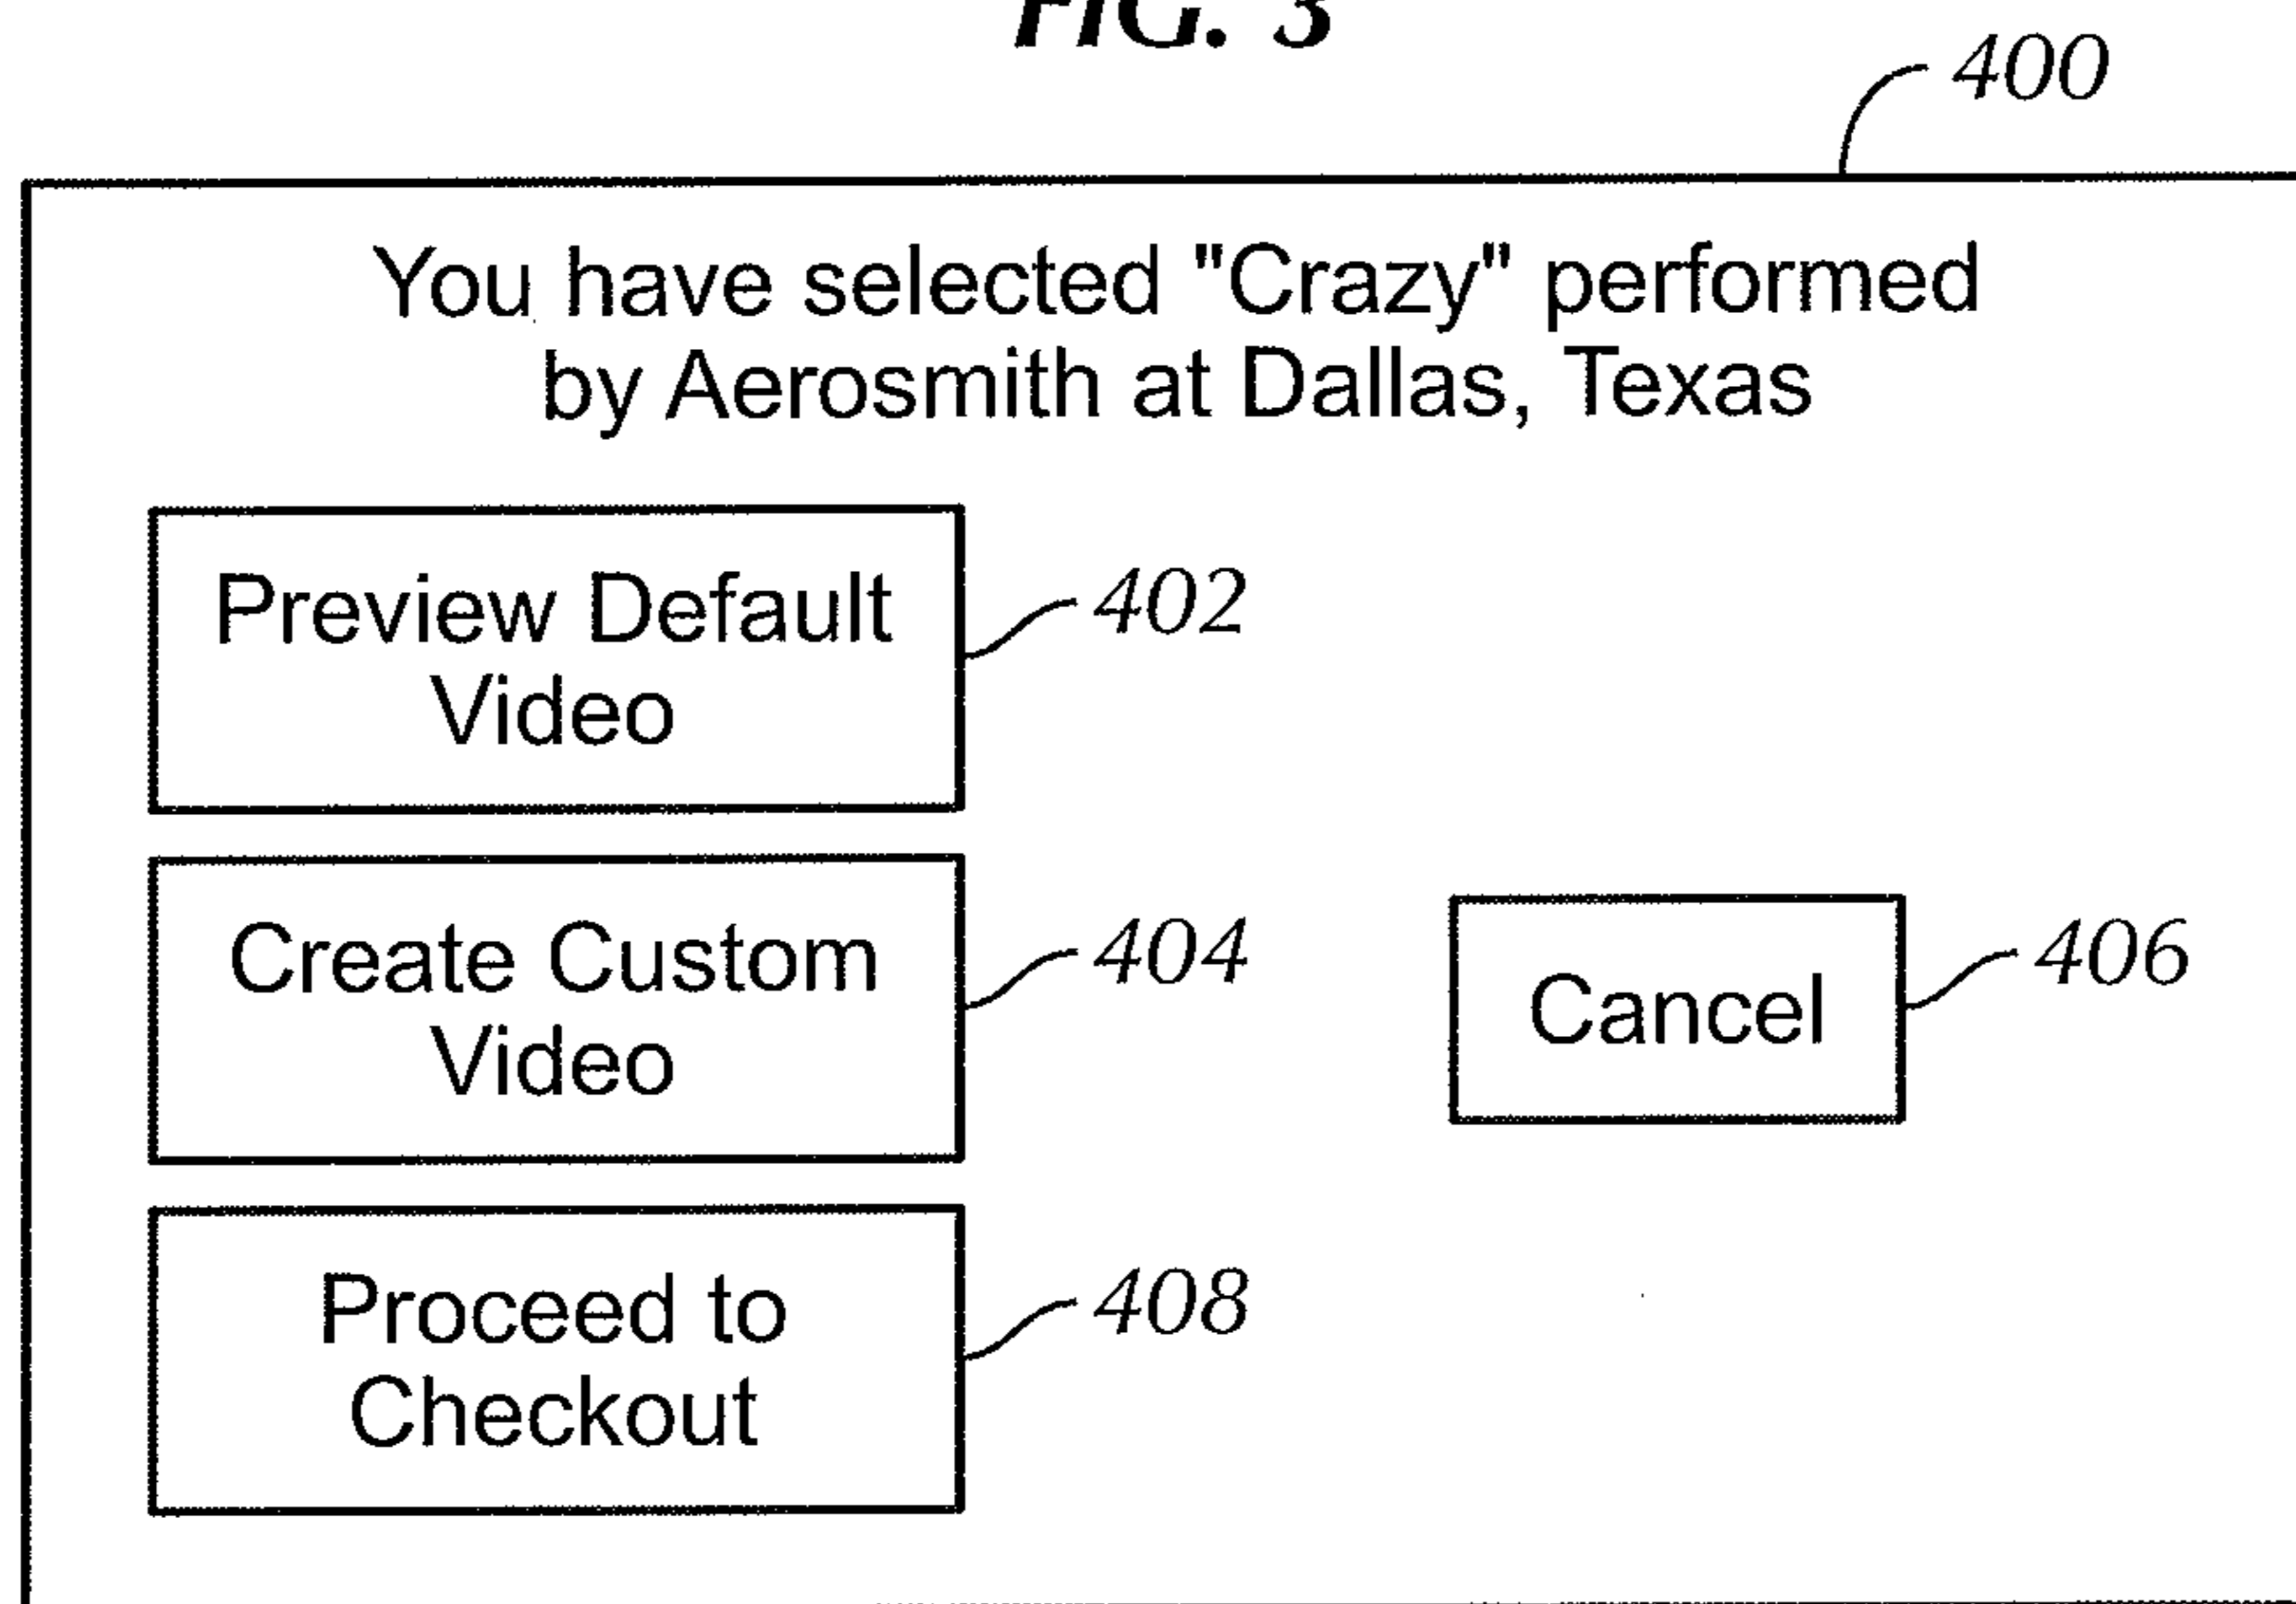 FIG. 3
400
You have selected "Crazy" performed
by Aerosmith at Dallas, Texas
Preview Default
Video
402
Create Custom
Video
404
Cancel
406
Proceed to
Checkout
408